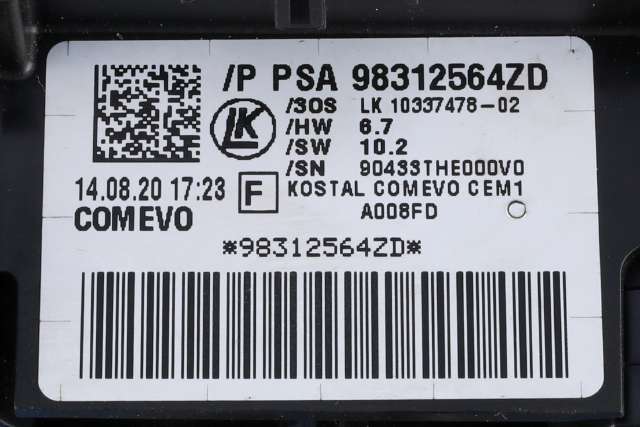 /P PSA 98312564ZD
/3OS LK 10337478-02
LK
/HW 6.7
/SW 10.2
/SN 90433THE000V0
14.08.20 17:23 F KOSTAL COMEVO CEM1
COMEVO A008FD
*98312564ZD*